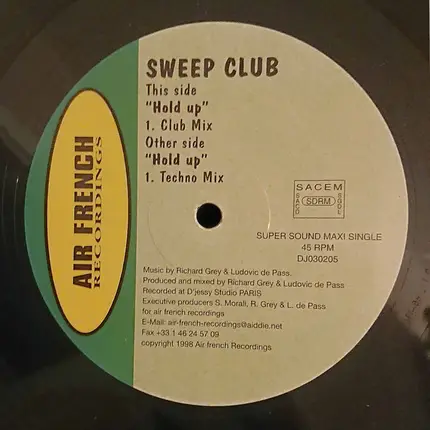 SWEEP CLUB
This side
"Hold up"
1. Club Mix
Other side
"Hold up"
1. Techno Mix
AIR FRENCH
RECORDINGS
SACEM
SACD SDRM SGDL
SUPER SOUND MAXI SINGLE
45 RPM
DJ030205
Music by Richard Grey & Ludovic de Pass.
Produced and mixed by Richard Grey & Ludovic de Pass
Recorded at D'jessy Studio PARIS
Executive producers S. Morali, R. Grey & L. de Pass
for air french recordings
E-Mail: air-french-recordings@aiddie.net
Fax +33 1 46 24 57 09
copyright 1998 Air french Recordings